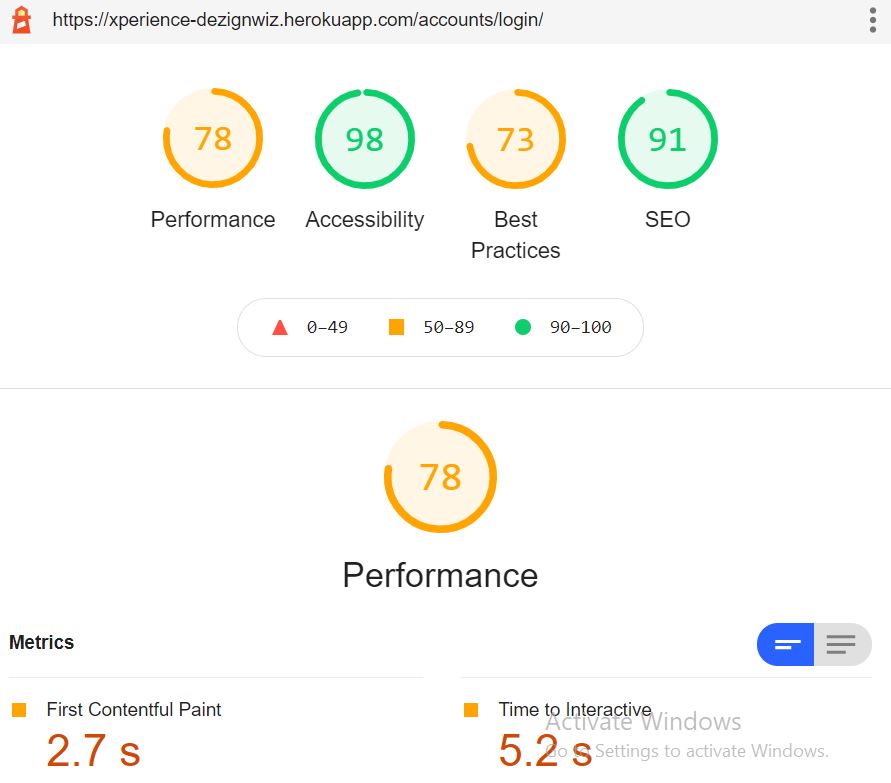 https://xperience-dezignwiz.herokuapp.com/accounts/login/
78 98 73 91
Performance Accessibility Best Practices SEO
0–49 50–89 90–100
78
Performance
Metrics
First Contentful Paint
2.7 s
Time to Interactive
5.2 s
Activate Windows
Go to Settings to activate Windows.